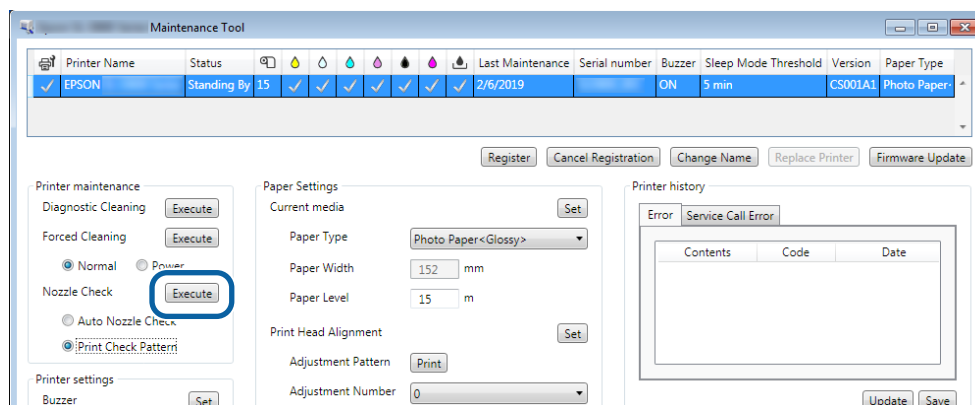 Maintenance Tool
Printer Name Status Last Maintenance Serial number Buzzer Sleep Mode Threshold Version Paper Type
EPSON Standing By 15 2/6/2019 ON 5 min CS001A1 Photo Paper
Register Cancel Registration Change Name Replace Printer Firmware Update
Printer maintenance
Diagnostic Cleaning Execute
Forced Cleaning Execute
Normal Power
Nozzle Check Execute
Auto Nozzle Check
Print Check Pattern
Printer settings
Buzzer Set
Paper Settings
Current media Set
Paper Type Photo Paper<Glossy>
Paper Width 152 mm
Paper Level 15 m
Print Head Alignment Set
Adjustment Pattern Print
Adjustment Number 0
Printer history
Error Service Call Error
Contents Code Date
Update Save